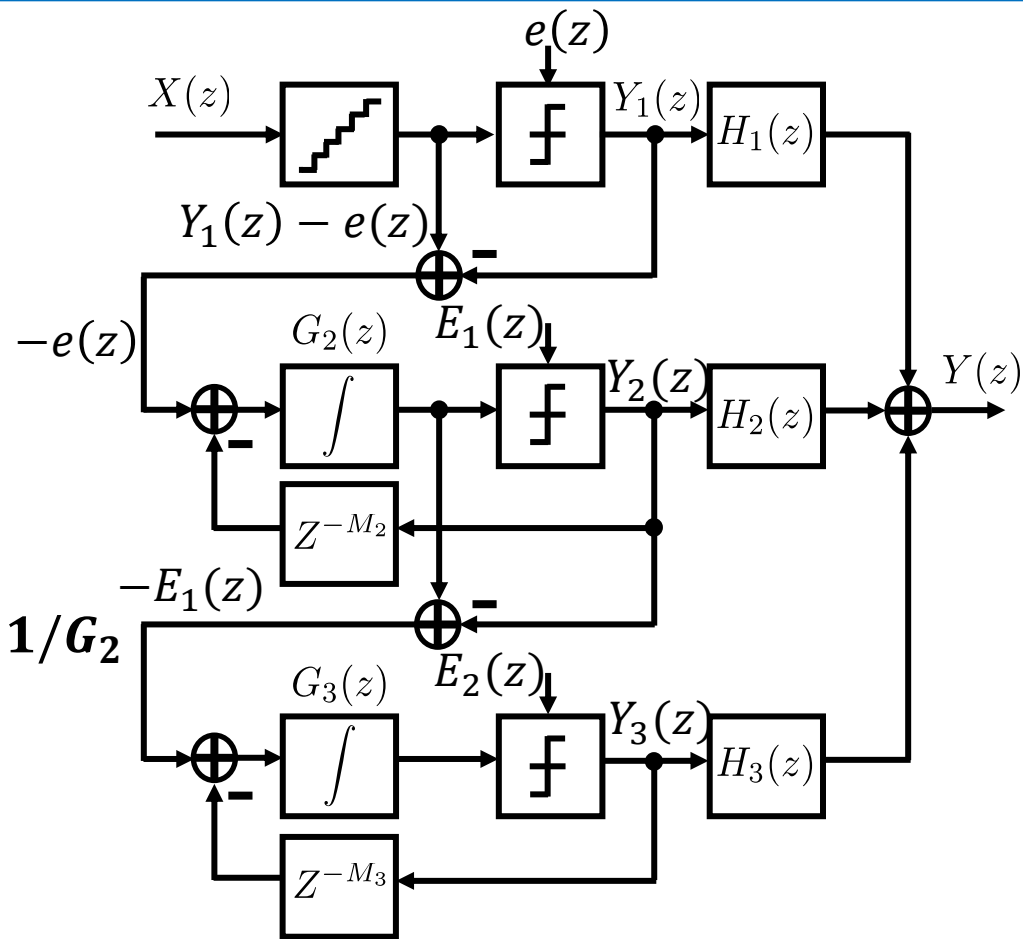 e(z)
X(z)
Y₁(z)
H₁(z)
Y₁(z) − e(z)
−
−e(z)
G₂(z)
E₁(z)
Y₂(z)
H₂(z)
Y(z)
∫
−
Z^{−M₂}
−E₁(z)
−
1/G₂
G₃(z)
E₂(z)
Y₃(z)
H₃(z)
∫
−
Z^{−M₃}